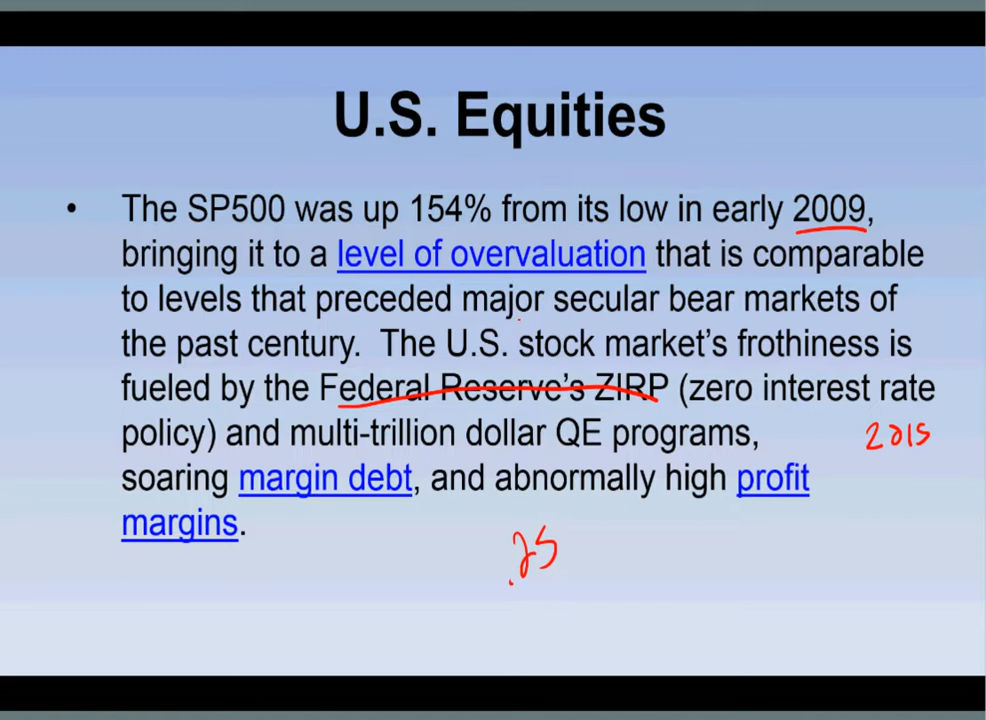 U.S. Equities
• The SP500 was up 154% from its low in early 2009,
bringing it to a level of overvaluation that is comparable
to levels that preceded major secular bear markets of
the past century. The U.S. stock market’s frothiness is
fueled by the Federal Reserve’s ZIRP (zero interest rate
policy) and multi-trillion dollar QE programs,
2015
soaring margin debt, and abnormally high profit
margins.
.25